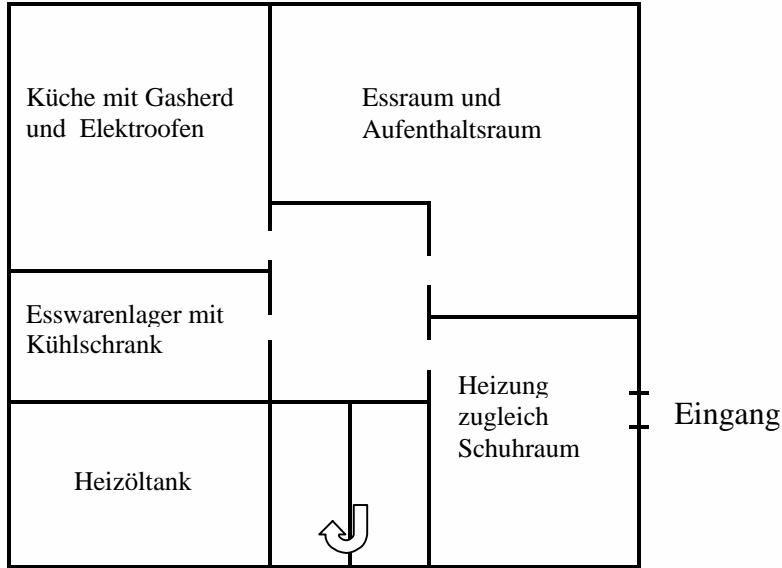 Küche mit Gasherd
und Elektroofen
Essraum und
Aufenthaltsraum
Esswarenlager mit
Kühlschrank
Heizung
zugleich
Schuhraum
Eingang
Heizöltank